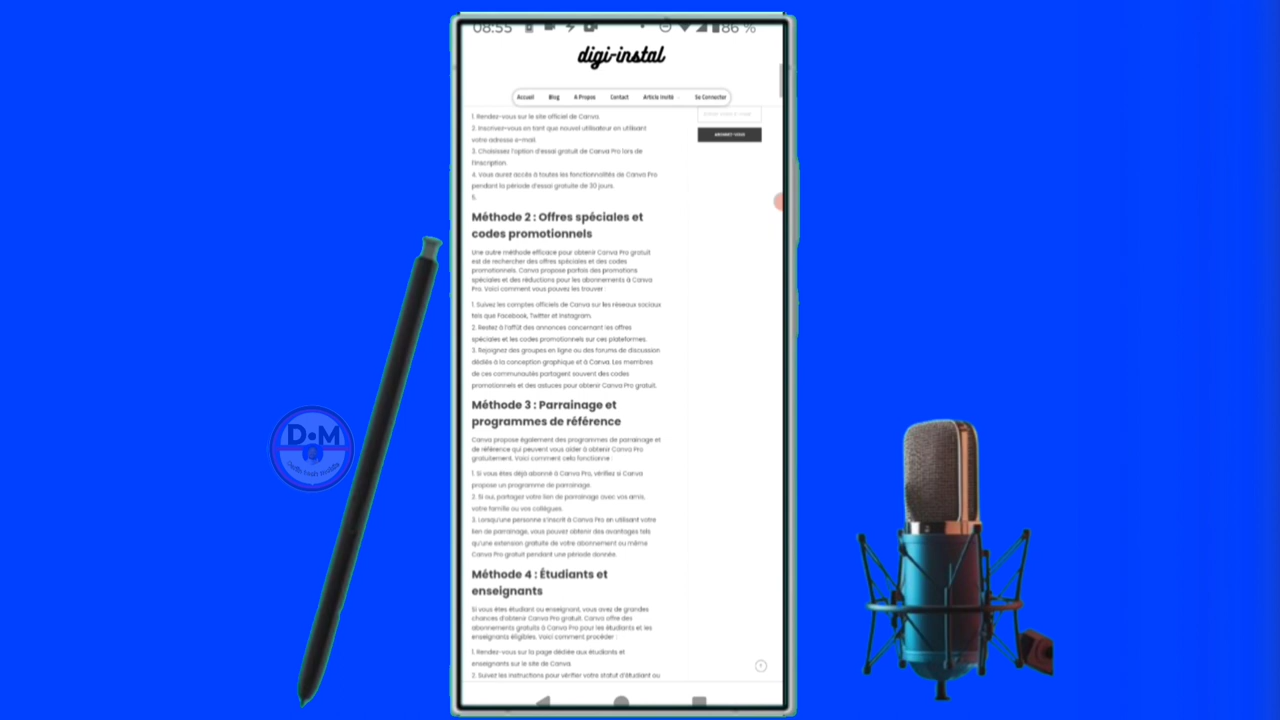 08:55
86 %
digi-instal
Accueil Blog A Propos Contact Article Invité Se Connecter
1. Rendez-vous sur le site officiel de Canva.
2. Inscrivez-vous en tant que nouvel utilisateur en utilisant
votre adresse e-mail.
3. Choisissez l'option d'essai gratuit de Canva Pro lors de
l'inscription.
4. Vous aurez accès à toutes les fonctionnalités de Canva Pro
pendant la période d'essai gratuite de 30 jours.
5.
Entrer votre e-mail
ABONNEZ-VOUS
Méthode 2 : Offres spéciales et
codes promotionnels
Une autre méthode efficace pour obtenir Canva Pro gratuit
est de rechercher des offres spéciales et des codes
promotionnels. Canva propose parfois des promotions
spéciales et des réductions pour les abonnements à Canva
Pro. Voici comment vous pouvez les trouver :
1. Suivez les comptes officiels de Canva sur les réseaux sociaux
tels que Facebook, Twitter et Instagram.
2. Restez à l'affût des annonces concernant les offres
spéciales et les codes promotionnels sur ces plateformes.
3. Rejoignez des groupes en ligne ou des forums de discussion
dédiés à la conception graphique et à Canva. Les membres
de ces communautés partagent souvent des codes
promotionnels et des astuces pour obtenir Canva Pro gratuit.
Méthode 3 : Parrainage et
programmes de référence
Canva propose également des programmes de parrainage et
de référence qui peuvent vous aider à obtenir Canva Pro
gratuitement. Voici comment cela fonctionne :
1. Si vous êtes déjà abonné à Canva Pro, vérifiez si Canva
propose un programme de parrainage.
2. Si oui, partagez votre lien de parrainage avec vos amis,
votre famille ou vos collègues.
3. Lorsqu'une personne s'inscrit à Canva Pro en utilisant votre
lien de parrainage, vous pouvez obtenir des avantages tels
qu'une extension gratuite de votre abonnement ou même
Canva Pro gratuit pendant une période donnée.
Méthode 4 : Étudiants et
enseignants
Si vous êtes étudiant ou enseignant, vous avez de grandes
chances d'obtenir Canva Pro gratuit. Canva offre des
abonnements gratuits à Canva Pro pour les étudiants et les
enseignants éligibles. Voici comment procéder :
1. Rendez-vous sur la page dédiée aux étudiants et
enseignants sur le site de Canva.
2. Suivez les instructions pour vérifier votre statut d'étudiant ou
D•M